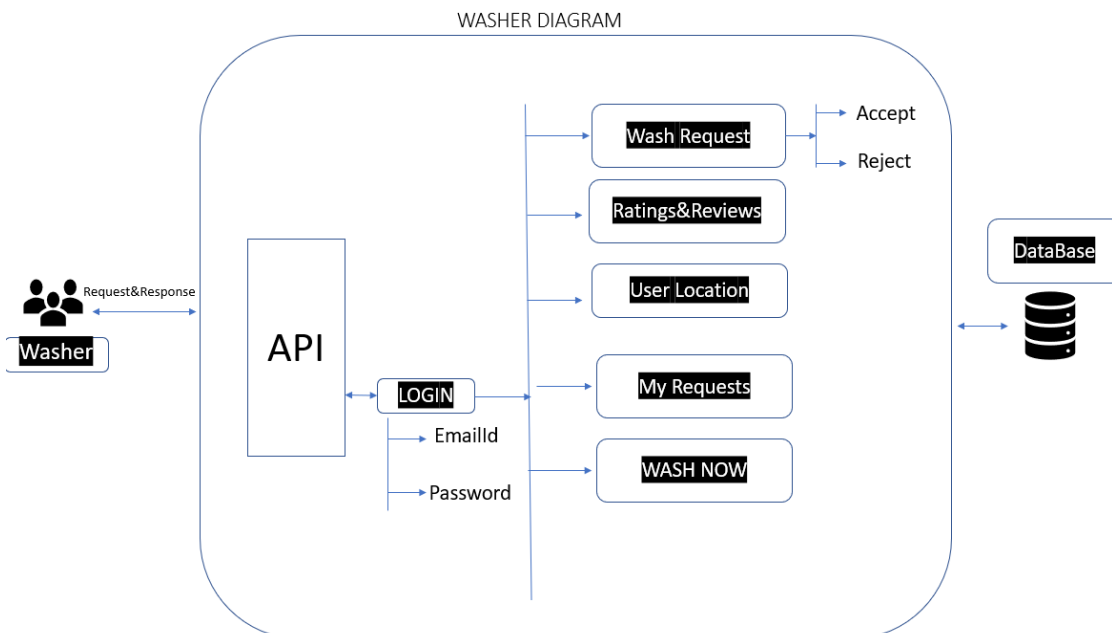 WASHER DIAGRAM
Wash Request
Accept
Reject
Ratings&Reviews
DataBase
User Location
Request&Response
Washer
API
LOGIN
EmailId
Password
My Requests
WASH NOW